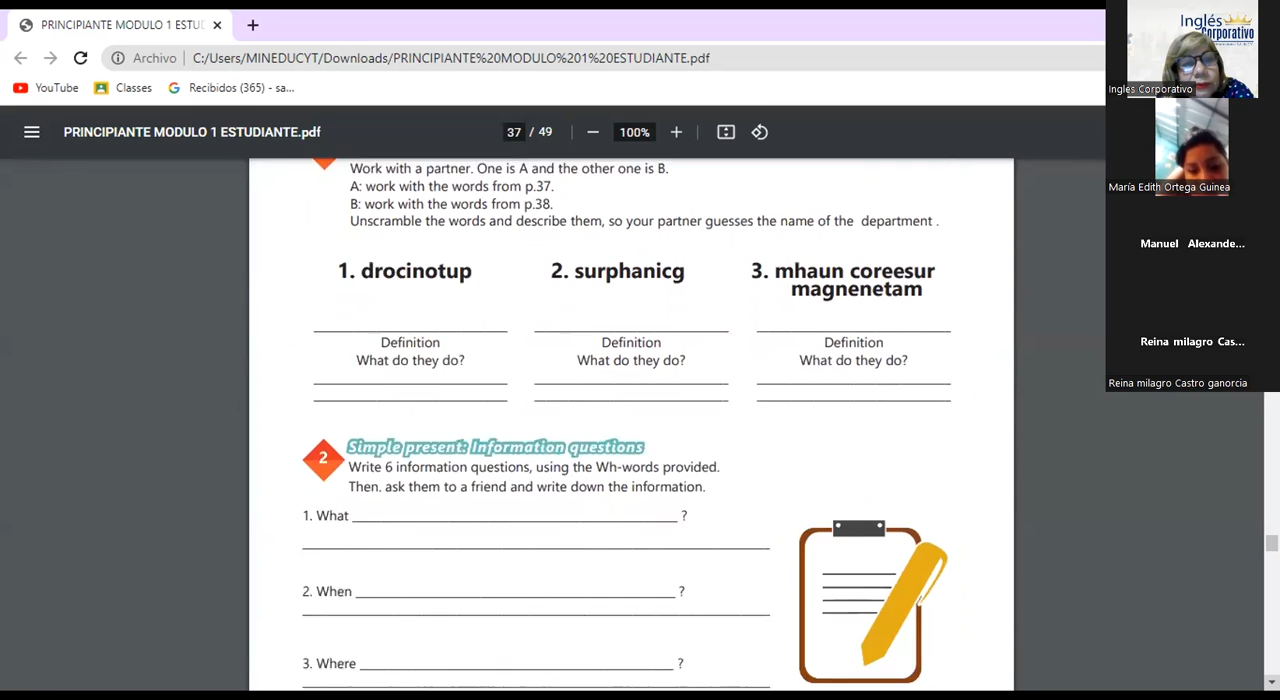 PRINCIPIANTE MODULO 1 ESTUD
C:/Users/MINEDUCYT/Downloads/PRINCIPIANTE%20MODULO%201%20ESTUDIANTE.pdf
Archivo
YouTube
Classes
Recibidos (365) - sa...
PRINCIPIANTE MODULO 1 ESTUDIANTE.pdf
37 / 49
100%
Work with a partner. One is A and the other one is B.
A: work with the words from p.37.
B: work with the words from p.38.
Unscramble the words and describe them, so your partner guesses the name of the department .
1. drocinotup
2. surphanicg
3. mhaun coreesur
magnenetam
Definition
What do they do?
Definition
What do they do?
Definition
What do they do?
2
Simple present: Information questions
Write 6 information questions, using the Wh-words provided.
Then. ask them to a friend and write down the information.
1. What ?
2. When ?
3. Where ?
Inglés
Corporativo
Inglés Corporativo
María Edith Ortega Guinea
Manuel Alexande...
Reina milagro Cas...
Reina milagro Castro ganorcia